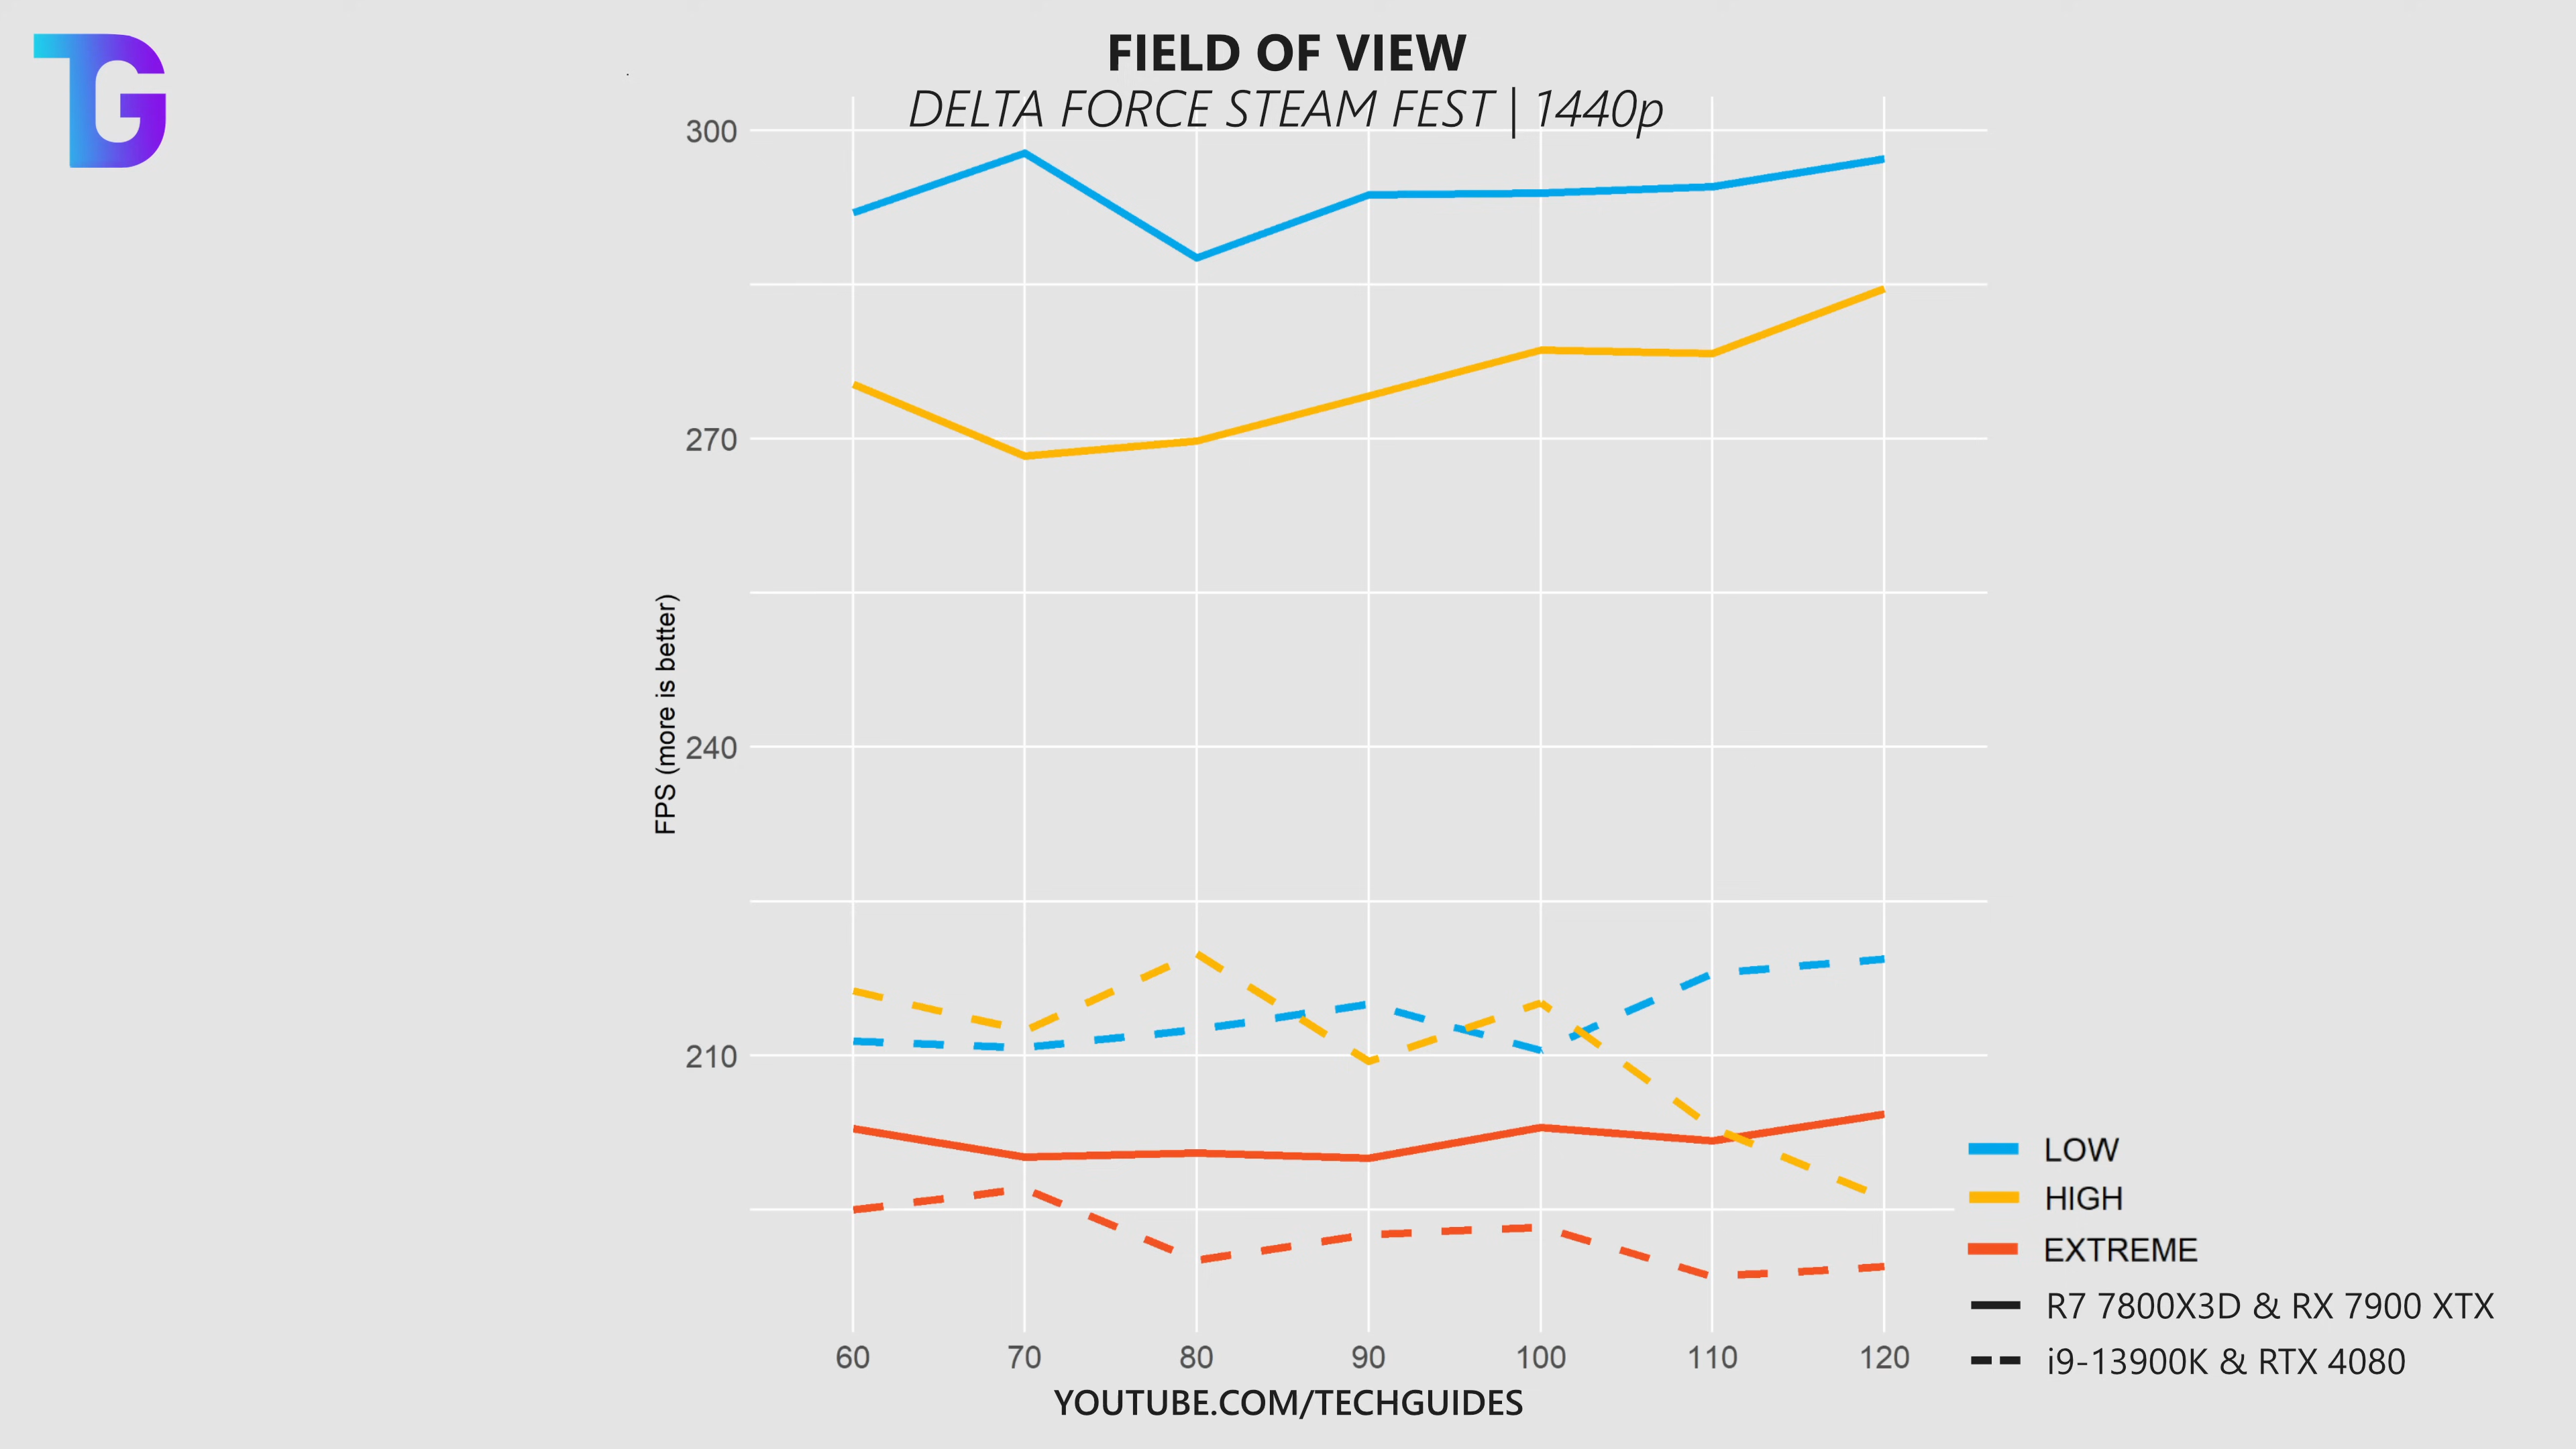 TG
FIELD OF VIEW
DELTA FORCE STEAM FEST | 1440p
300
270
240
210
FPS (more is better)
60 70 80 90 100 110 120
LOW
HIGH
EXTREME
R7 7800X3D & RX 7900 XTX
i9-13900K & RTX 4080
YOUTUBE.COM/TECHGUIDES